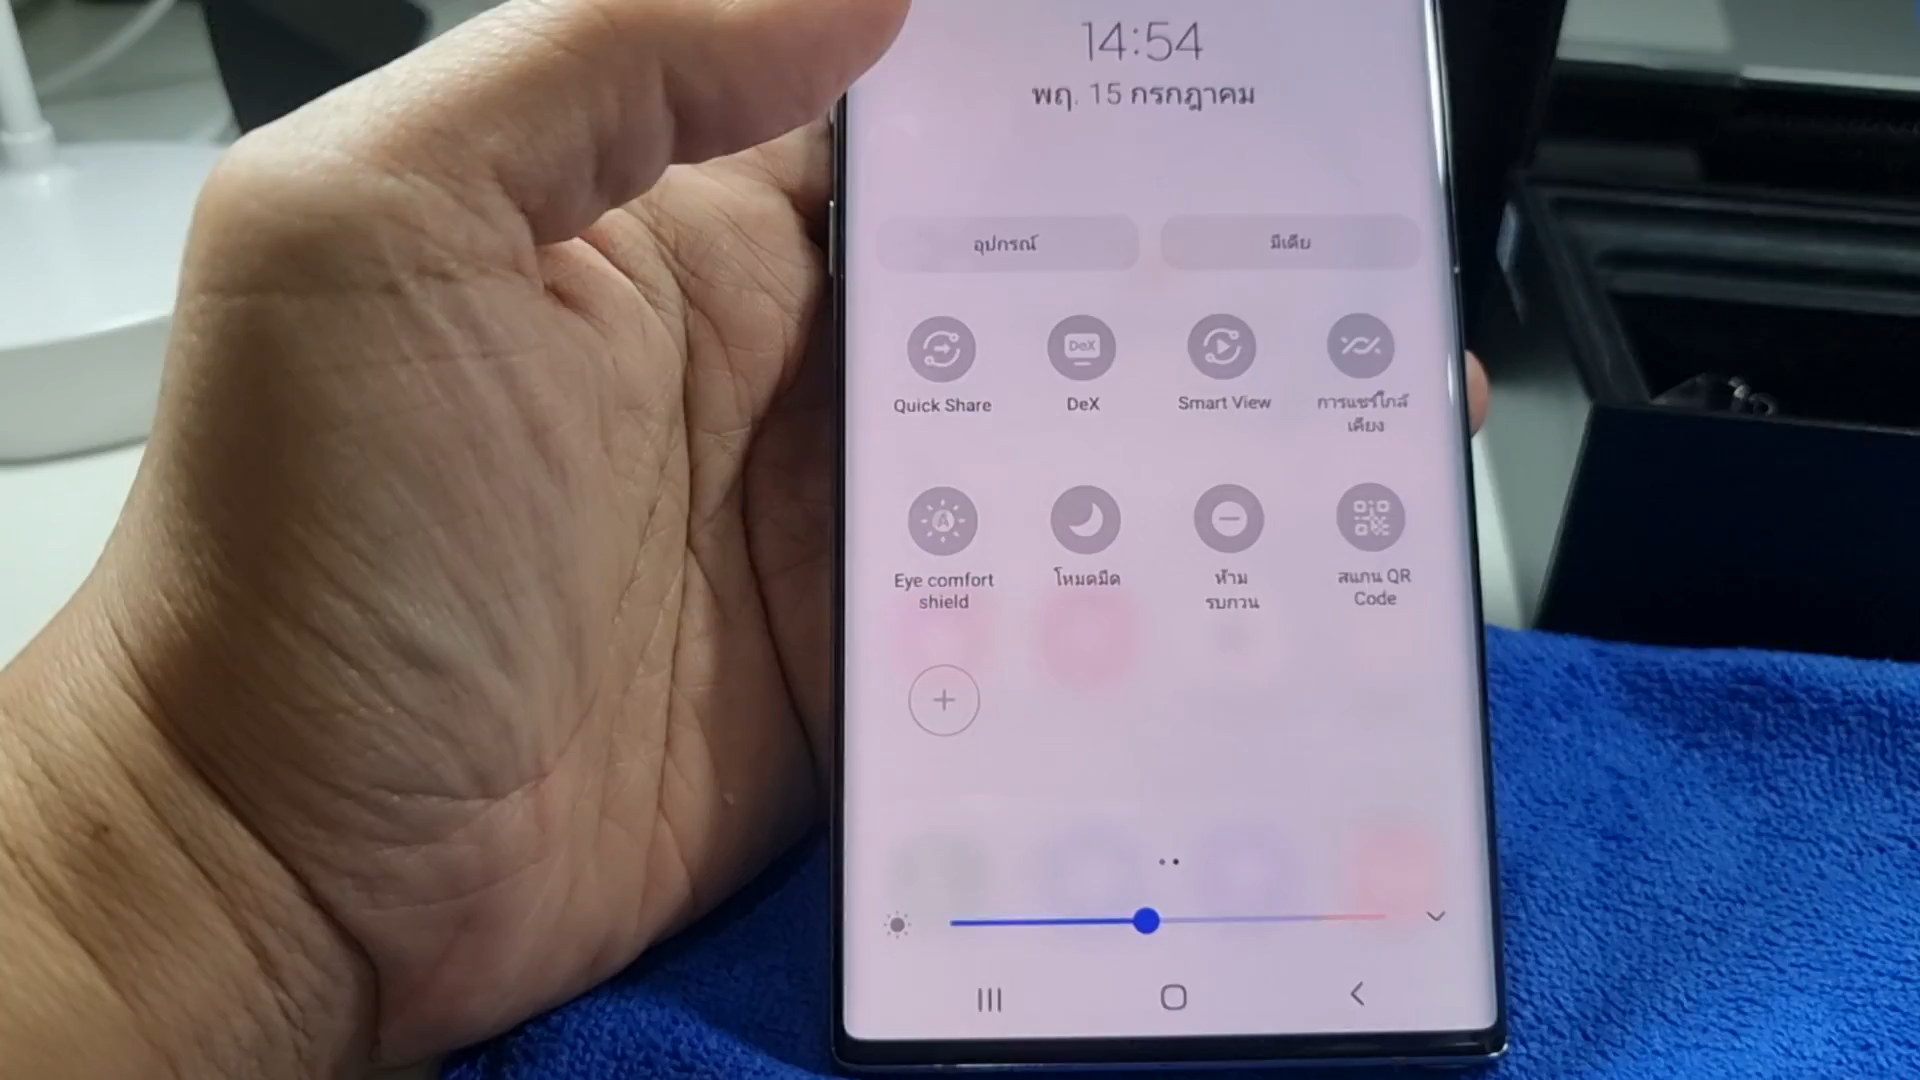 14:54
พฤ. 15 กรกฎาคม
อุปกรณ์
มีเดีย
Quick Share
DeX
DeX
Smart View
การแชร์ใกล้
เคียง
A
Eye comfort
shield
โหมดมืด
ห้าม
รบกวน
สแกน QR
Code